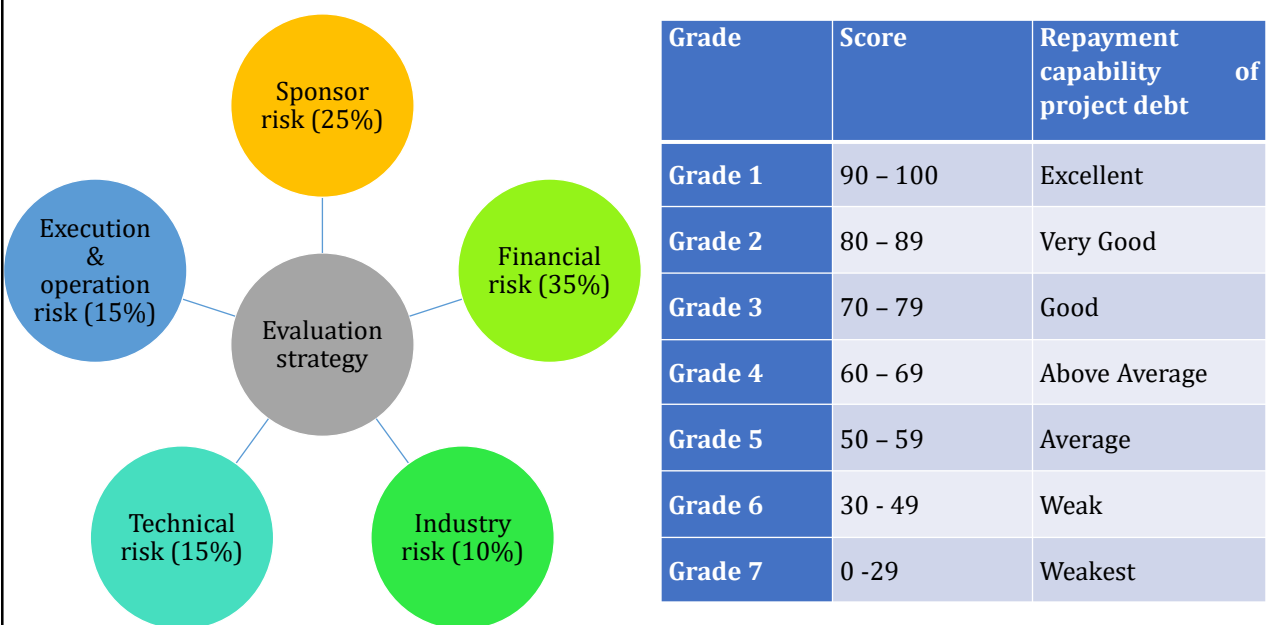 Sponsor
risk (25%)
Execution
&
operation
risk (15%)
Financial
risk (35%)
Evaluation
strategy
Technical
risk (15%)
Industry
risk (10%)
Grade Score Repayment
capability of
project debt
Grade 1 90 – 100 Excellent
Grade 2 80 – 89 Very Good
Grade 3 70 – 79 Good
Grade 4 60 – 69 Above Average
Grade 5 50 – 59 Average
Grade 6 30 - 49 Weak
Grade 7 0 -29 Weakest